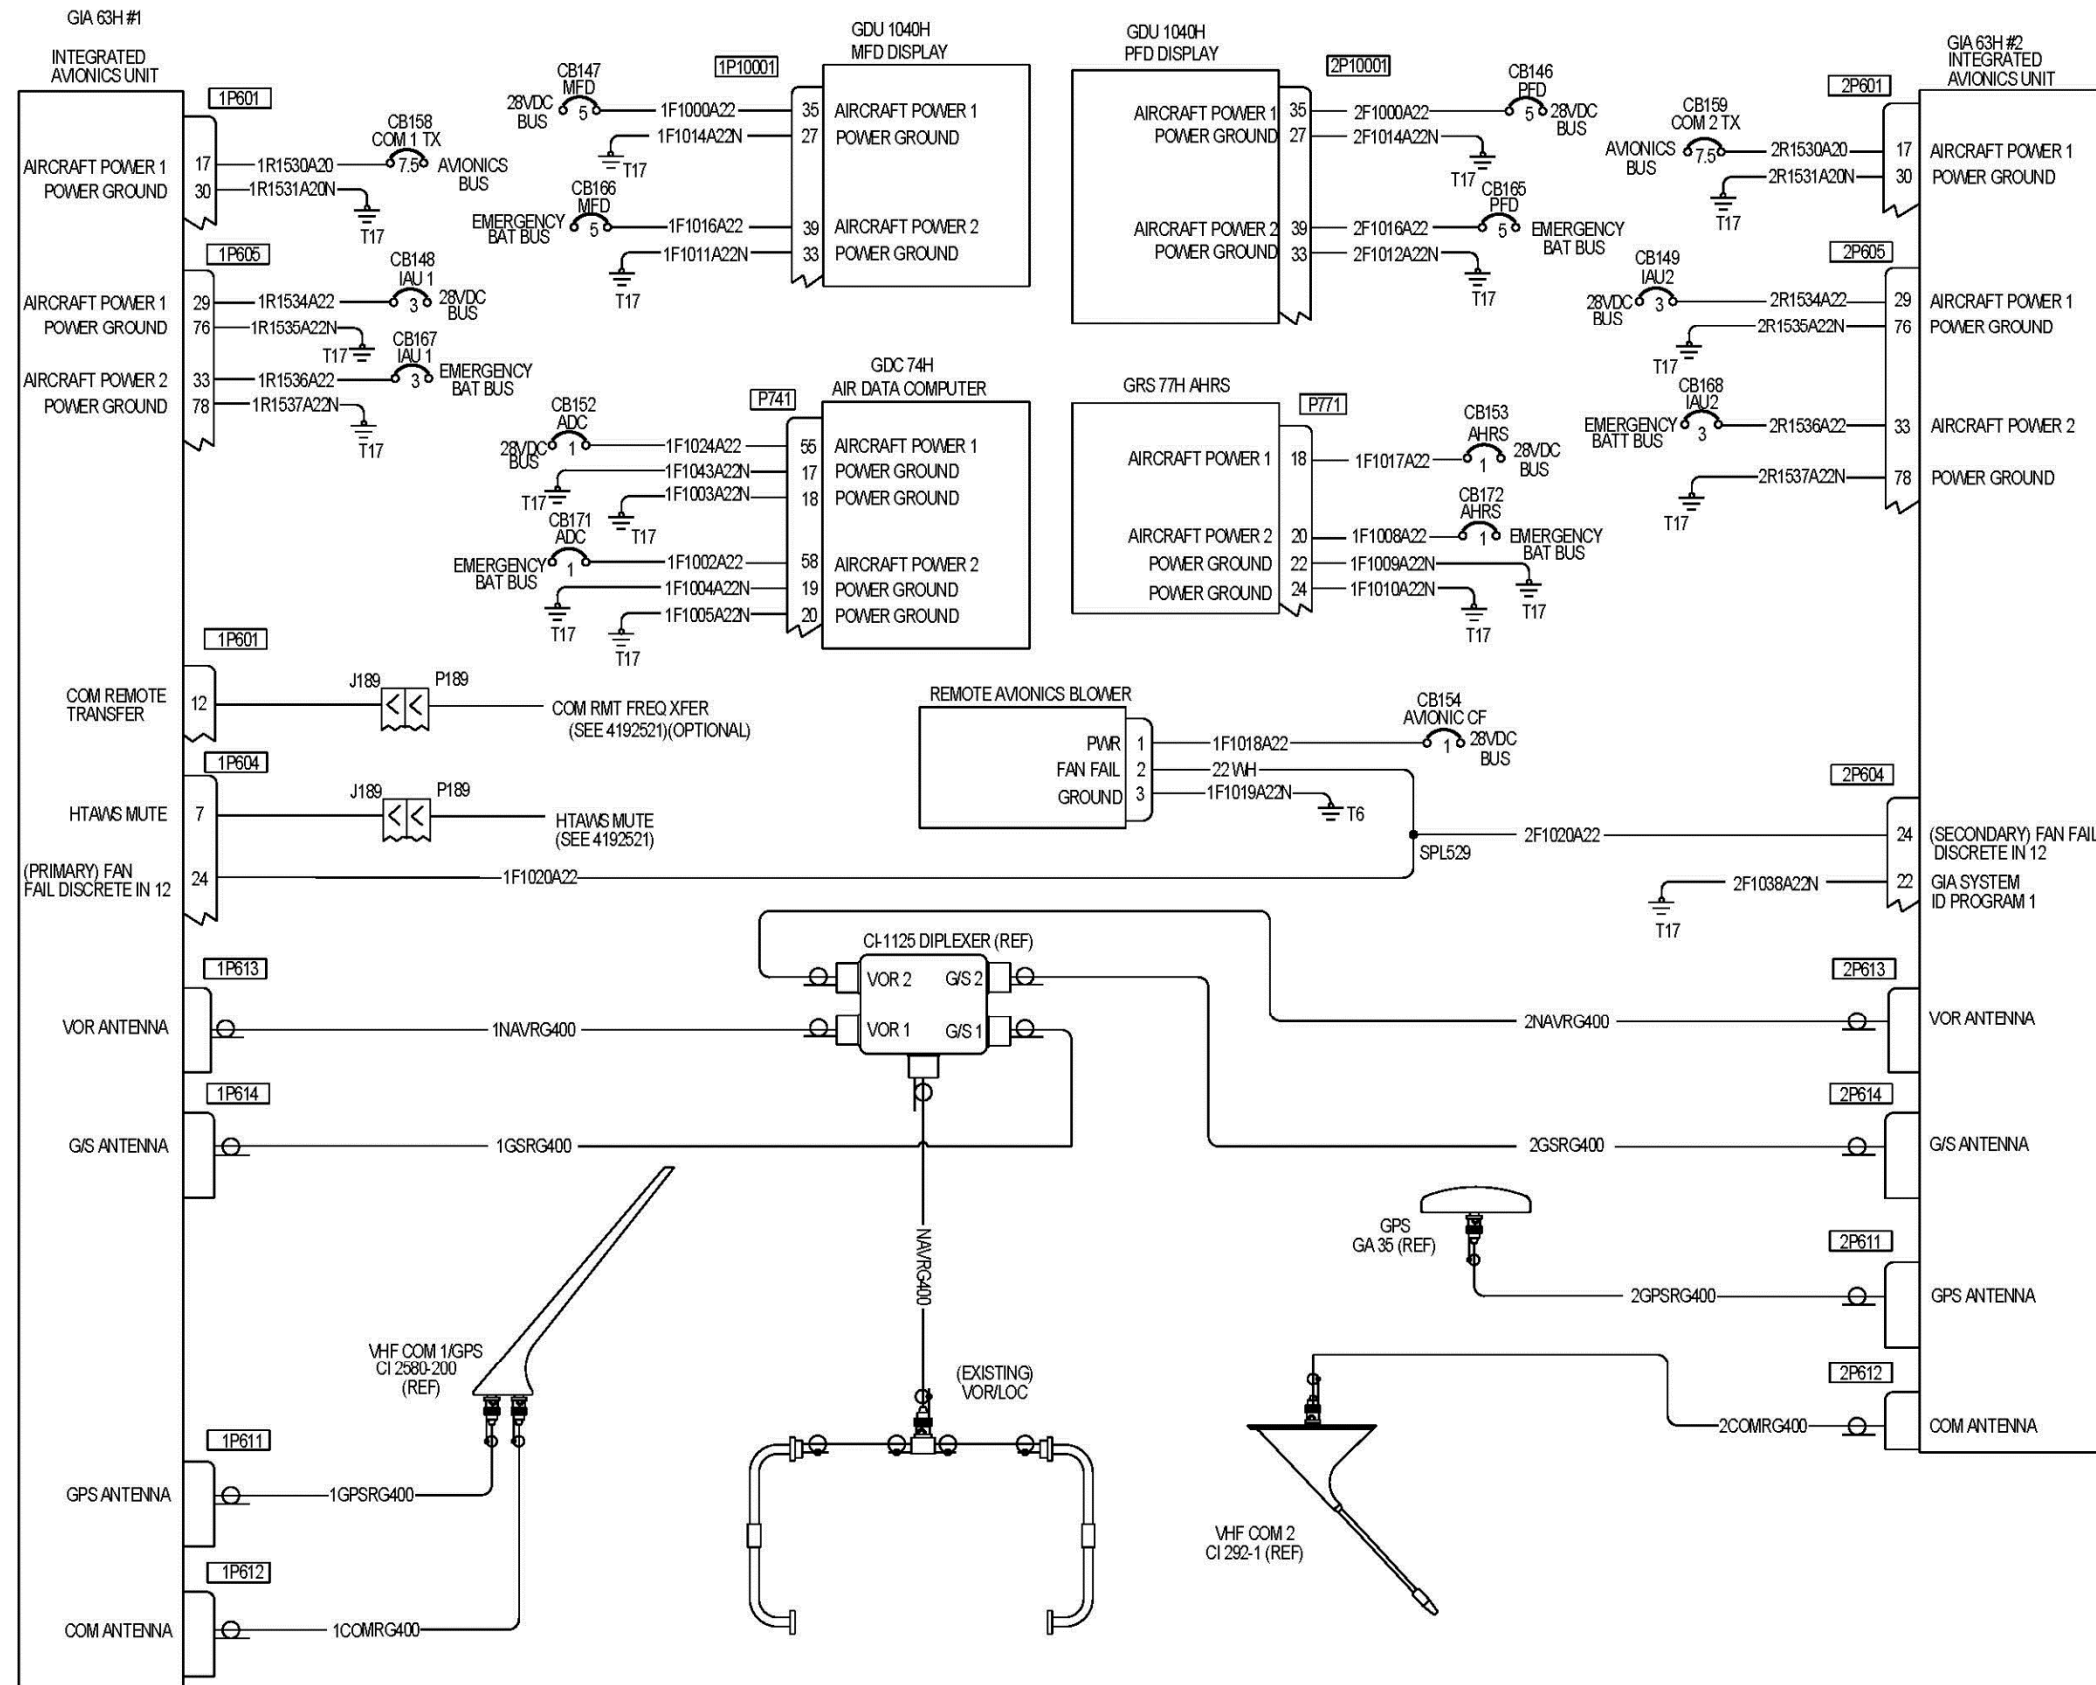 GIA 63H #1
INTEGRATED
AVIONICS UNIT
1P601
AIRCRAFT POWER 1
17
1R1530A20
CB158
COM 1 TX
7.5
AVIONICS
BUS
POWER GROUND
30
1R1531A20N
T17
1P605
AIRCRAFT POWER 1
29
1R1534A22
CB148
IAU 1
3
28VDC
BUS
POWER GROUND
76
1R1535A22N
T17
AIRCRAFT POWER 2
33
1R1536A22
CB167
IAU 1
3
EMERGENCY
BAT BUS
POWER GROUND
78
1R1537A22N
T17
1P601
COM REMOTE
TRANSFER
12
J189
P189
COM RMT FREQ XFER
(SEE 4192521)(OPTIONAL)
1P604
HTAWS MUTE
7
J189
P189
HTAWS MUTE
(SEE 4192521)
(PRIMARY) FAN
FAIL DISCRETE IN 12
24
1F1020A22
1P613
VOR ANTENNA
1NAVRG400
1P614
G/S ANTENNA
1GSRG400
1P611
GPS ANTENNA
1GPSRG400
1P612
COM ANTENNA
1COMRG400
VHF COM 1/GPS
CI 2580-200
(REF)
GDU 1040H
MFD DISPLAY
1P10001
CB147
MFD
28VDC
BUS
5
1F1000A22
35
AIRCRAFT POWER 1
1F1014A22N
27
POWER GROUND
T17
CB166
MFD
EMERGENCY
BAT BUS
5
1F1016A22
39
AIRCRAFT POWER 2
1F1011A22N
33
POWER GROUND
T17
GDC 74H
AIR DATA COMPUTER
P741
CB152
ADC
28VDC
BUS
1
1F1024A22
55
AIRCRAFT POWER 1
1F1043A22N
17
POWER GROUND
T17
1F1003A22N
18
POWER GROUND
T17
CB171
ADC
EMERGENCY
BAT BUS
1
1F1002A22
58
AIRCRAFT POWER 2
1F1004A22N
19
POWER GROUND
T17
1F1005A22N
20
POWER GROUND
T17
GDU 1040H
PFD DISPLAY
2P10001
AIRCRAFT POWER 1
35
2F1000A22
CB146
PFD
5
28VDC
BUS
POWER GROUND
27
2F1014A22N
T17
AIRCRAFT POWER 2
39
2F1016A22
CB165
PFD
5
EMERGENCY
BAT BUS
POWER GROUND
33
2F1012A22N
T17
GRS 77H AHRS
P771
AIRCRAFT POWER 1
18
1F1017A22
CB153
AHRS
1
28VDC
BUS
AIRCRAFT POWER 2
20
1F1008A22
CB172
AHRS
1
EMERGENCY
BAT BUS
POWER GROUND
22
1F1009A22N
T17
POWER GROUND
24
1F1010A22N
T17
REMOTE AVIONICS BLOWER
PWR
1
1F1018A22
CB154
AVIONIC CF
1
28VDC
BUS
FAN FAIL
2
22 WH
GROUND
3
1F1019A22N
T6
SPL529
CI-1125 DIPLEXER (REF)
VOR 2
G/S 2
VOR 1
G/S 1
NAVRG400
(EXISTING)
VOR/LOC
GPS
GA 35 (REF)
VHF COM 2
CI 292-1 (REF)
GIA 63H #2
INTEGRATED
AVIONICS UNIT
2P601
CB159
COM 2 TX
AVIONICS
BUS
7.5
2R1530A20
17
AIRCRAFT POWER 1
2R1531A20N
30
POWER GROUND
T17
2P605
CB149
IAU2
28VDC
BUS
3
2R1534A22
29
AIRCRAFT POWER 1
2R1535A22N
76
POWER GROUND
T17
CB168
IAU2
EMERGENCY
BATT BUS
3
2R1536A22
33
AIRCRAFT POWER 2
2R1537A22N
78
POWER GROUND
T17
2P604
2F1020A22
24
(SECONDARY) FAN FAIL
DISCRETE IN 12
2F1038A22N
22
GIA SYSTEM
ID PROGRAM 1
T17
2P613
2NAVRG400
VOR ANTENNA
2P614
2GSRG400
G/S ANTENNA
2P611
2GPSRG400
GPS ANTENNA
2P612
2COMRG400
COM ANTENNA